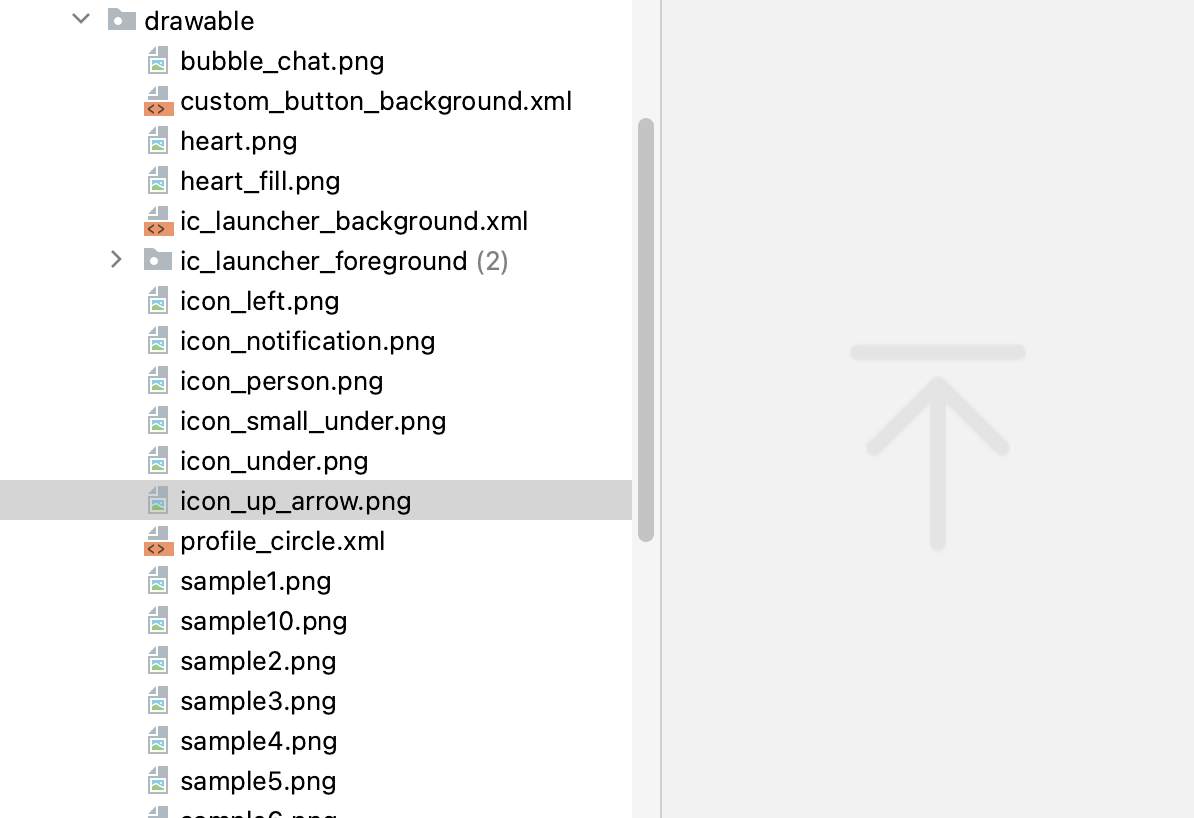 drawable
bubble_chat.png
custom_button_background.xml
heart.png
heart_fill.png
ic_launcher_background.xml
ic_launcher_foreground (2)
icon_left.png
icon_notification.png
icon_person.png
icon_small_under.png
icon_under.png
icon_up_arrow.png
profile_circle.xml
sample1.png
sample10.png
sample2.png
sample3.png
sample4.png
sample5.png